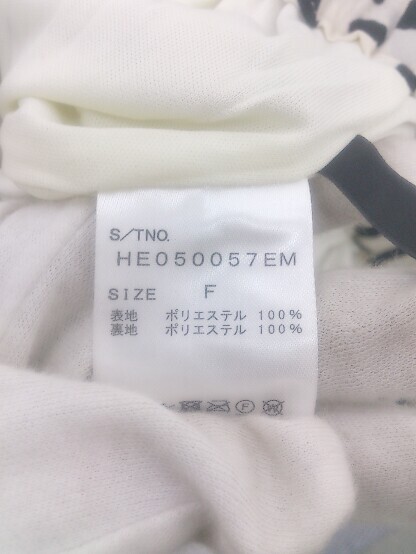 S/TNO.
HE050057EM
SIZE F
表地 ポリエステル 100%
裏地 ポリエステル 100%